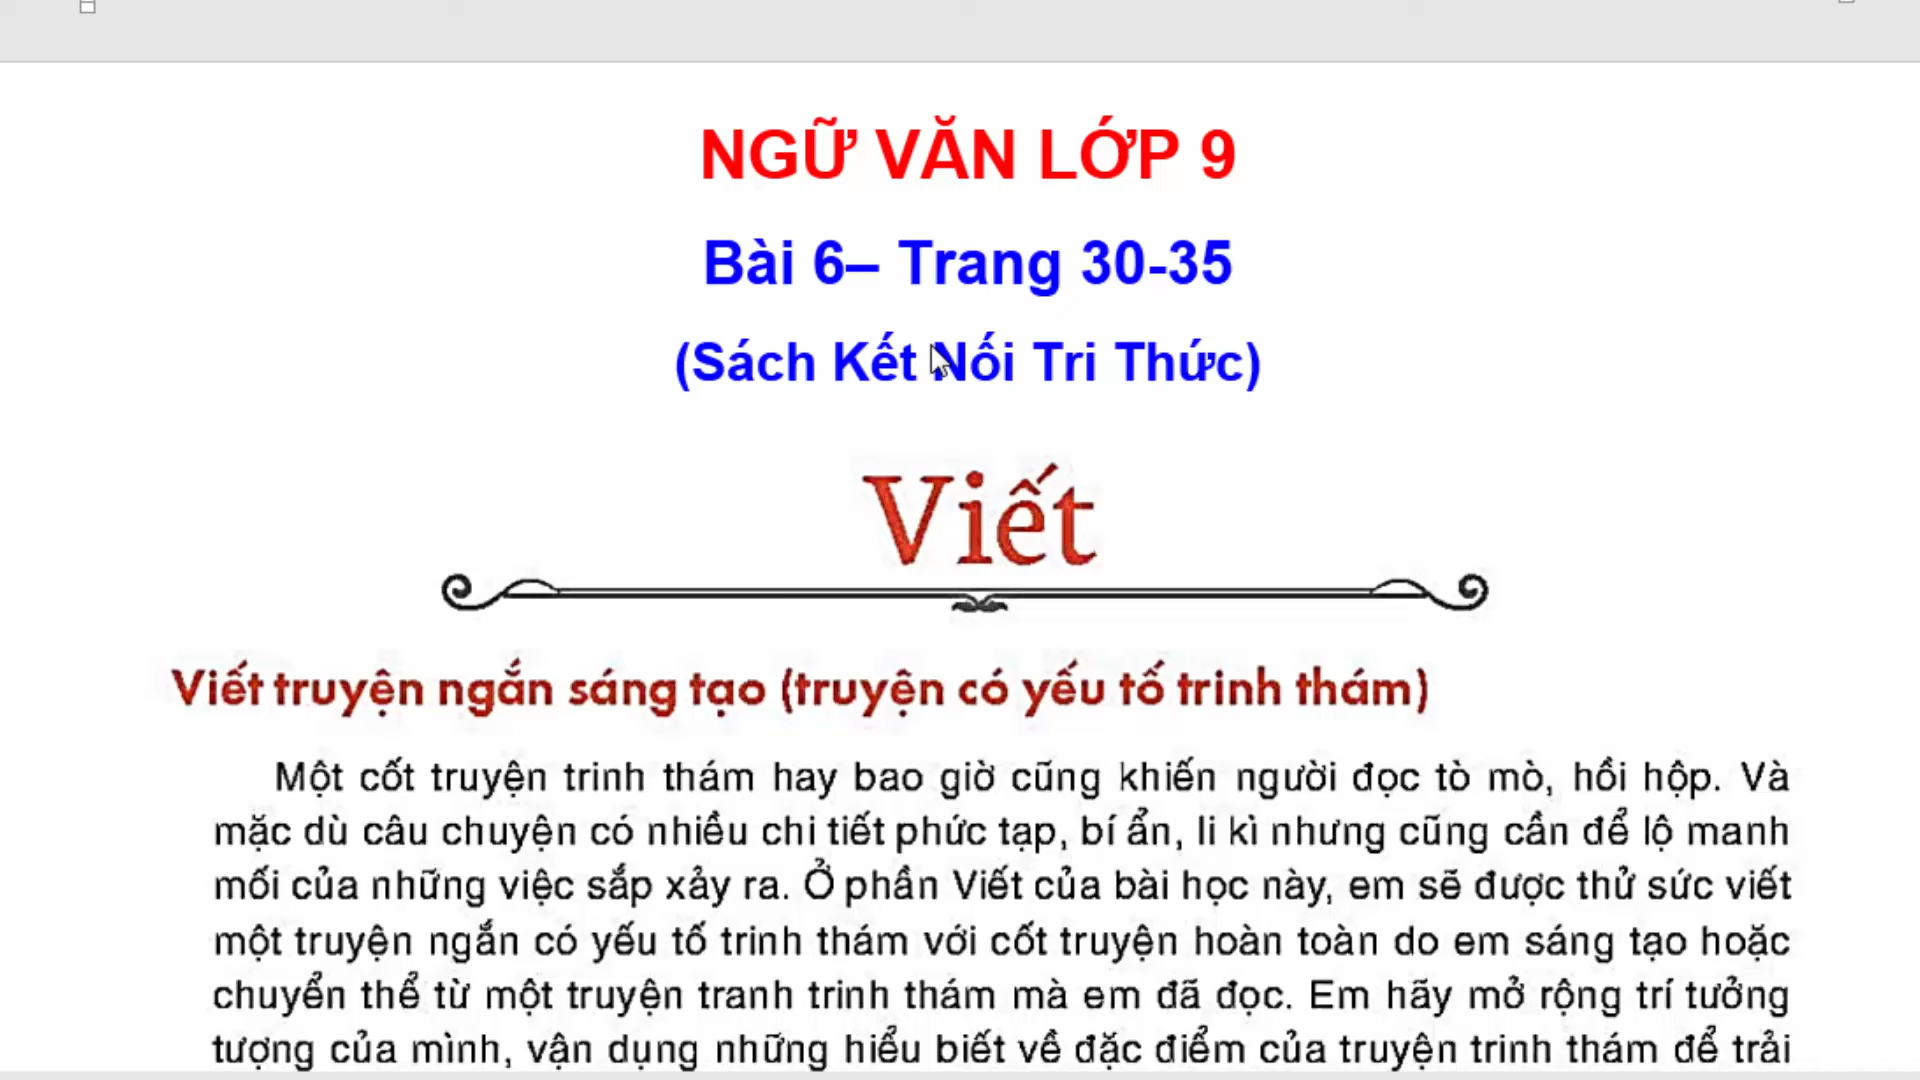 NGỮ VĂN LỚP 9
Bài 6– Trang 30-35
(Sách Kết Nối Tri Thức)
Viết
Viết truyện ngắn sáng tạo (truyện có yếu tố trinh thám)
Một cốt truyện trinh thám hay bao giờ cũng khiến người đọc tò mò, hồi hộp. Và
mặc dù câu chuyện có nhiều chi tiết phức tạp, bí ẩn, li kì nhưng cũng cần để lộ manh
mối của những việc sắp xảy ra. Ở phần Viết của bài học này, em sẽ được thử sức viết
một truyện ngắn có yếu tố trinh thám với cốt truyện hoàn toàn do em sáng tạo hoặc
chuyển thể từ một truyện tranh trinh thám mà em đã đọc. Em hãy mở rộng trí tưởng
tượng của mình, vận dụng những hiểu biết về đặc điểm của truyện trinh thám để trải